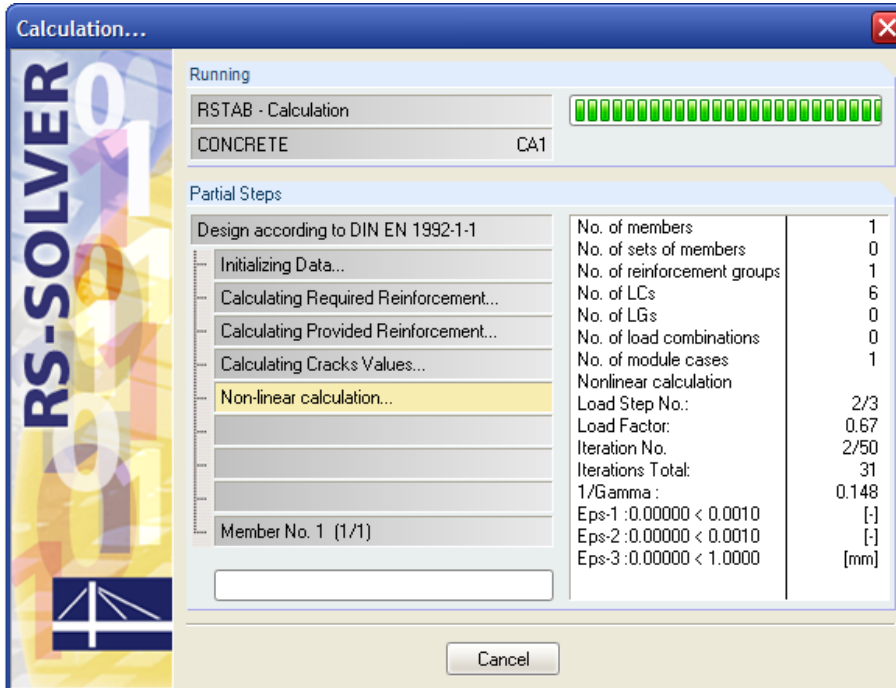 Calculation...
RS-SOLVER
Running
RSTAB - Calculation
CONCRETE CA1
Partial Steps
Design according to DIN EN 1992-1-1
Initializing Data...
Calculating Required Reinforcement...
Calculating Provided Reinforcement...
Calculating Cracks Values...
Non-linear calculation...
Member No. 1 (1/1)
No. of members 1
No. of sets of members 0
No. of reinforcement groups 1
No. of LCs 6
No. of LGs 0
No. of load combinations 0
No. of module cases 1
Nonlinear calculation
Load Step No.: 2/3
Load Factor: 0.67
Iteration No. 2/50
Iterations Total: 31
1/Gamma : 0.148
Eps-1 :0.00000 < 0.0010 [-]
Eps-2 :0.00000 < 0.0010 [-]
Eps-3 :0.00000 < 1.0000 [mm]
Cancel